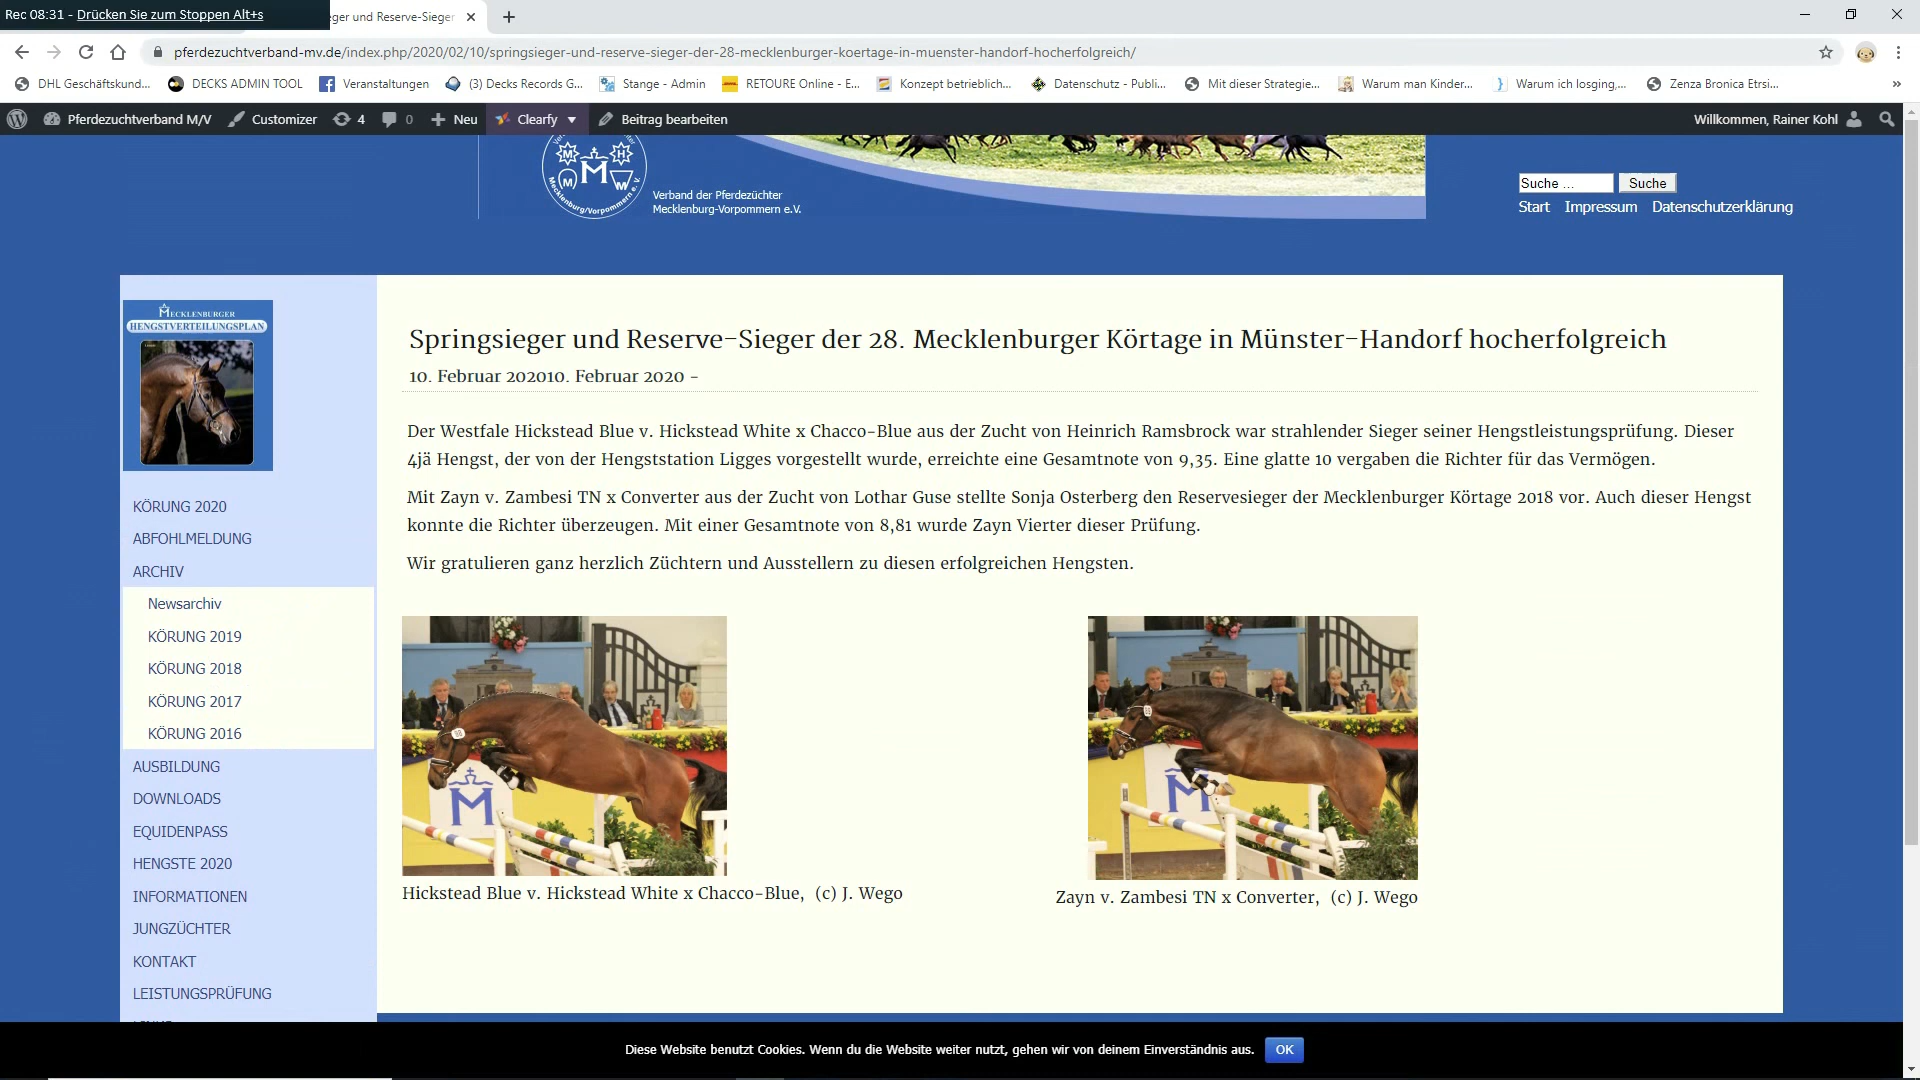 Rec 08:31 - Drücken Sie zum Stoppen Alt+s
eger und Reserve-Sieger
pferdezuchtverband-mv.de/index.php/2020/02/10/springsieger-und-reserve-sieger-der-28-mecklenburger-koertage-in-muenster-handorf-hocherfolgreich/
DHL Geschäftskund... DECKS ADMIN TOOL Veranstaltungen (3) Decks Records G... Stange - Admin RETOURE Online - E... Konzept betrieblich... Datenschutz - Publi... Mit dieser Strategie... Warum man Kinder... Warum ich losging,... Zenza Bronica Etrsi... »
Pferdezuchtverband M/V Customizer 4 0 Neu Clearfy Beitrag bearbeiten Willkommen, Rainer Kohl
M H
M
M W
Mecklenburg/Vorpommern e.V.
Verband der Pferdezüchter
Mecklenburg-Vorpommern e.V.
Suche ... Suche
Start Impressum Datenschutzerklärung
MECKLENBURGER
HENGSTVERTEILUNGSPLAN
KÖRUNG 2020
ABFOHLMELDUNG
ARCHIV
Newsarchiv
KÖRUNG 2019
KÖRUNG 2018
KÖRUNG 2017
KÖRUNG 2016
AUSBILDUNG
DOWNLOADS
EQUIDENPASS
HENGSTE 2020
INFORMATIONEN
JUNGZÜCHTER
KONTAKT
LEISTUNGSPRÜFUNG
Springsieger und Reserve-Sieger der 28. Mecklenburger Körtage in Münster-Handorf hocherfolgreich
10. Februar 202010. Februar 2020 -
Der Westfale Hickstead Blue v. Hickstead White x Chacco-Blue aus der Zucht von Heinrich Ramsbrock war strahlender Sieger seiner Hengstleistungsprüfung. Dieser
4jä Hengst, der von der Hengststation Ligges vorgestellt wurde, erreichte eine Gesamtnote von 9,35. Eine glatte 10 vergaben die Richter für das Vermögen.
Mit Zayn v. Zambesi TN x Converter aus der Zucht von Lothar Guse stellte Sonja Osterberg den Reservesieger der Mecklenburger Körtage 2018 vor. Auch dieser Hengst
konnte die Richter überzeugen. Mit einer Gesamtnote von 8,81 wurde Zayn Vierter dieser Prüfung.
Wir gratulieren ganz herzlich Züchtern und Ausstellern zu diesen erfolgreichen Hengsten.
M
M
Hickstead Blue v. Hickstead White x Chacco-Blue, (c) J. Wego
Zayn v. Zambesi TN x Converter, (c) J. Wego
Diese Website benutzt Cookies. Wenn du die Website weiter nutzt, gehen wir von deinem Einverständnis aus. OK